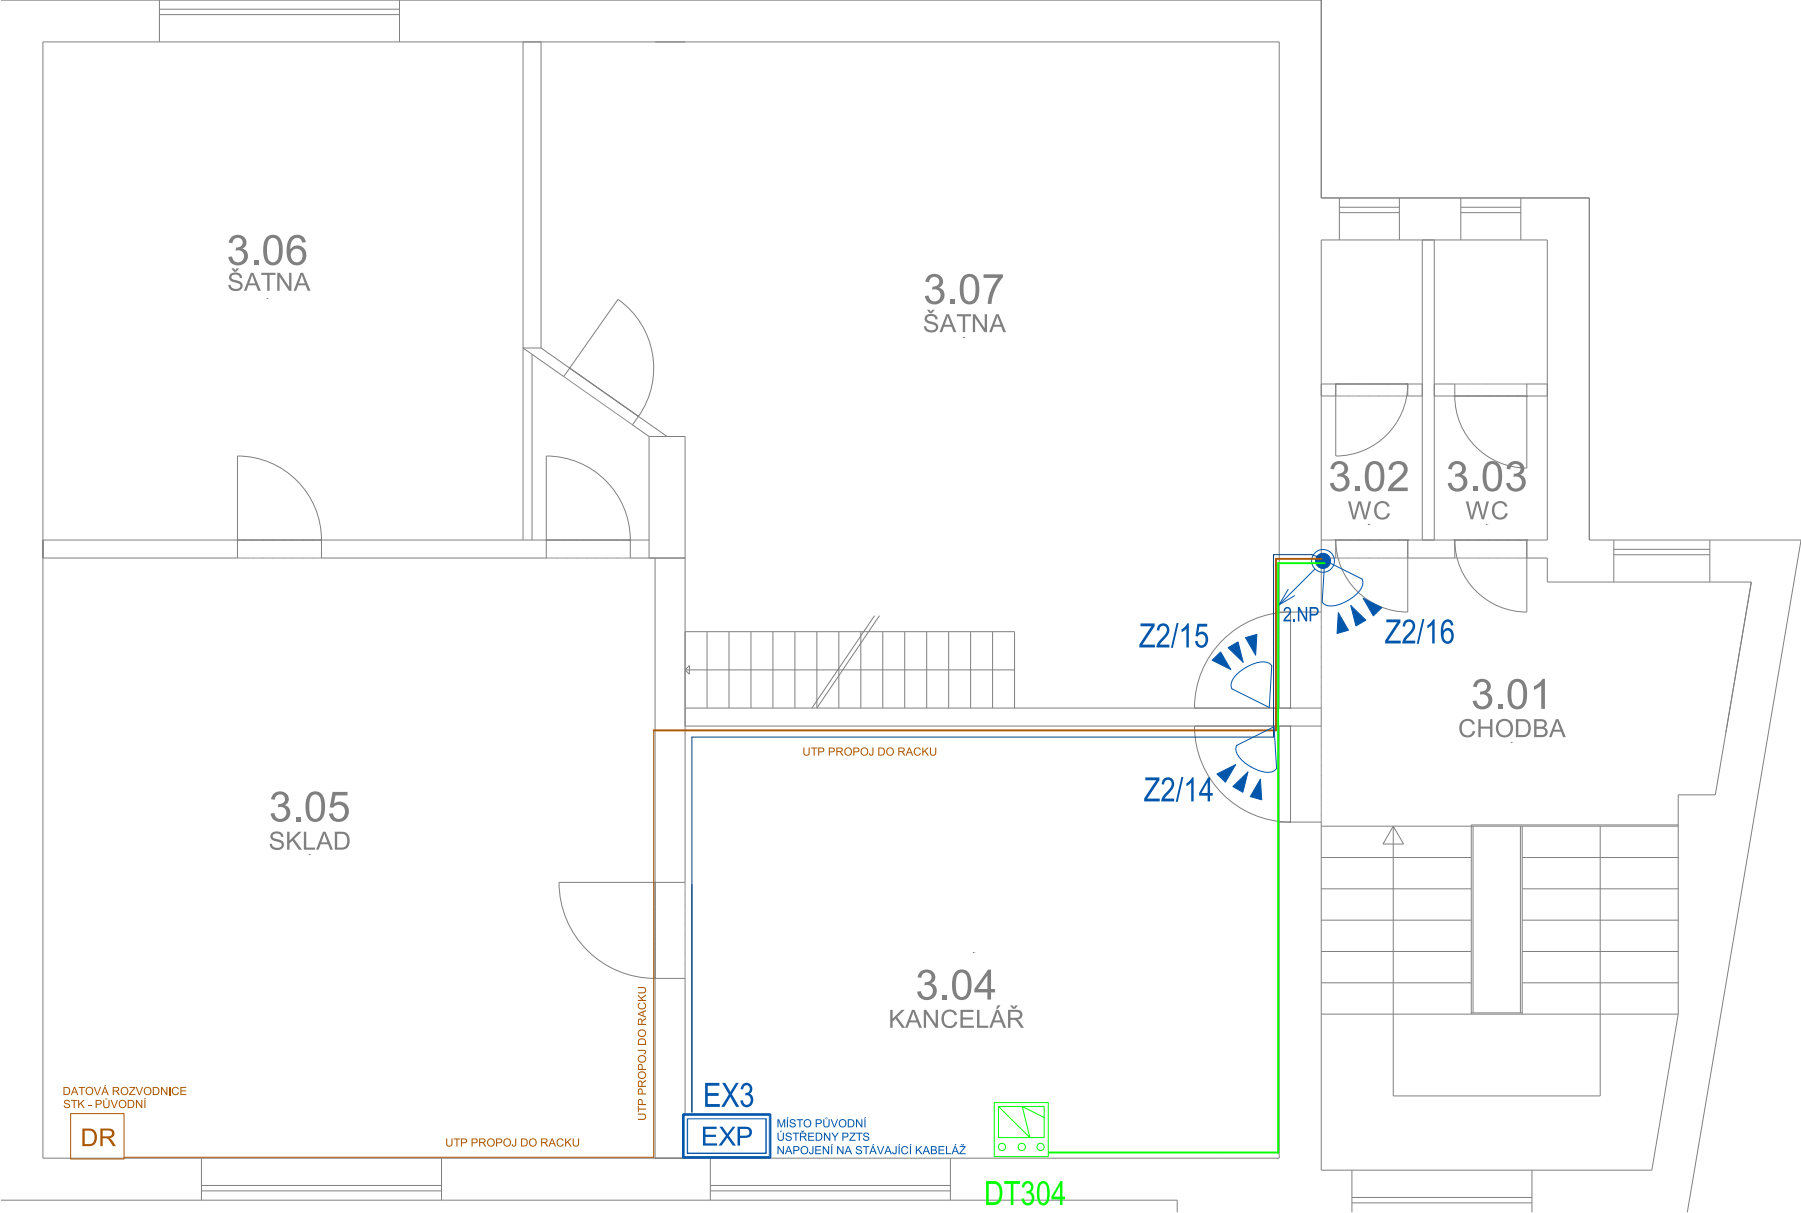 3.06
ŠATNA
3.07
ŠATNA
3.02
WC
3.03
WC
2.NP
Z2/15
Z2/16
3.01
CHODBA
UTP PROPOJ DO RACKU
Z2/14
3.05
SKLAD
3.04
KANCELÁŘ
UTP PROPOJ DO RACKU
DATOVÁ ROZVODNICE
STK - PŮVODNÍ
DR
UTP PROPOJ DO RACKU
EX3
EXP
MÍSTO PŮVODNÍ
ÚSTŘEDNY PZTS
NAPOJENÍ NA STÁVAJÍCÍ KABELÁŽ
DT304